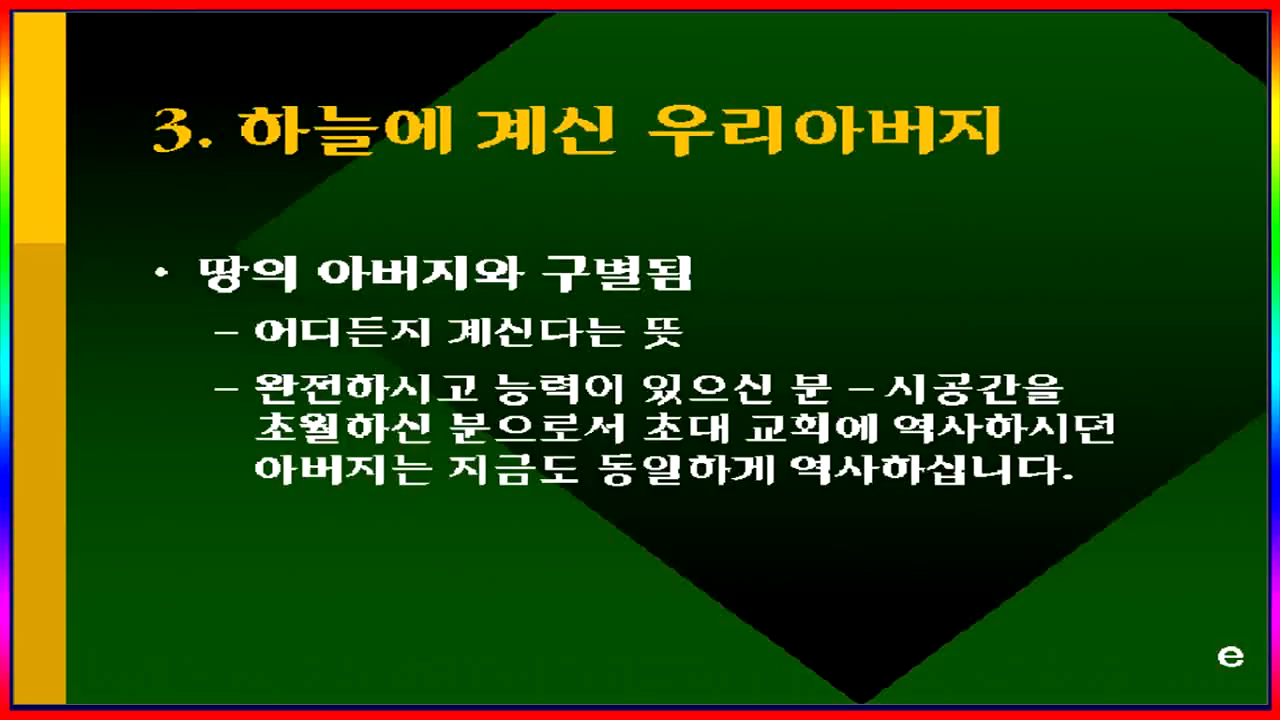 3. 하늘에 계신 우리아버지
• 땅의 아버지와 구별됨
– 어디든지 계신다는 뜻
– 완전하시고 능력이 있으신 분 – 시공간을
초월하신 분으로서 초대 교회에 역사하시던
아버지는 지금도 동일하게 역사하십니다.
e